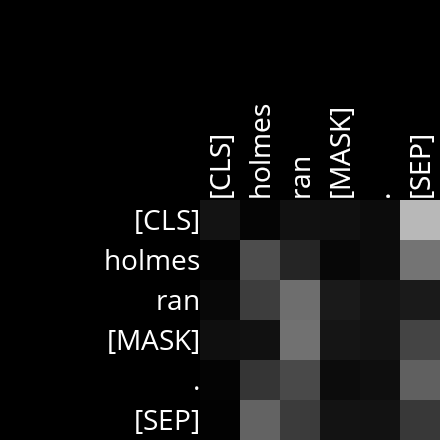 [CLS] holmes ran [MASK] . [SEP]
[CLS]
holmes
ran
[MASK]
.
[SEP]